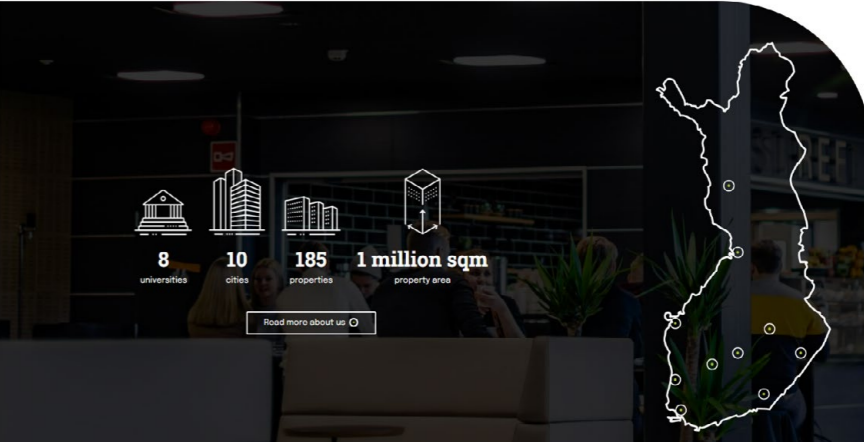 8
universities
10
cities
185
properties
1 million sqm
property area
Read more about us